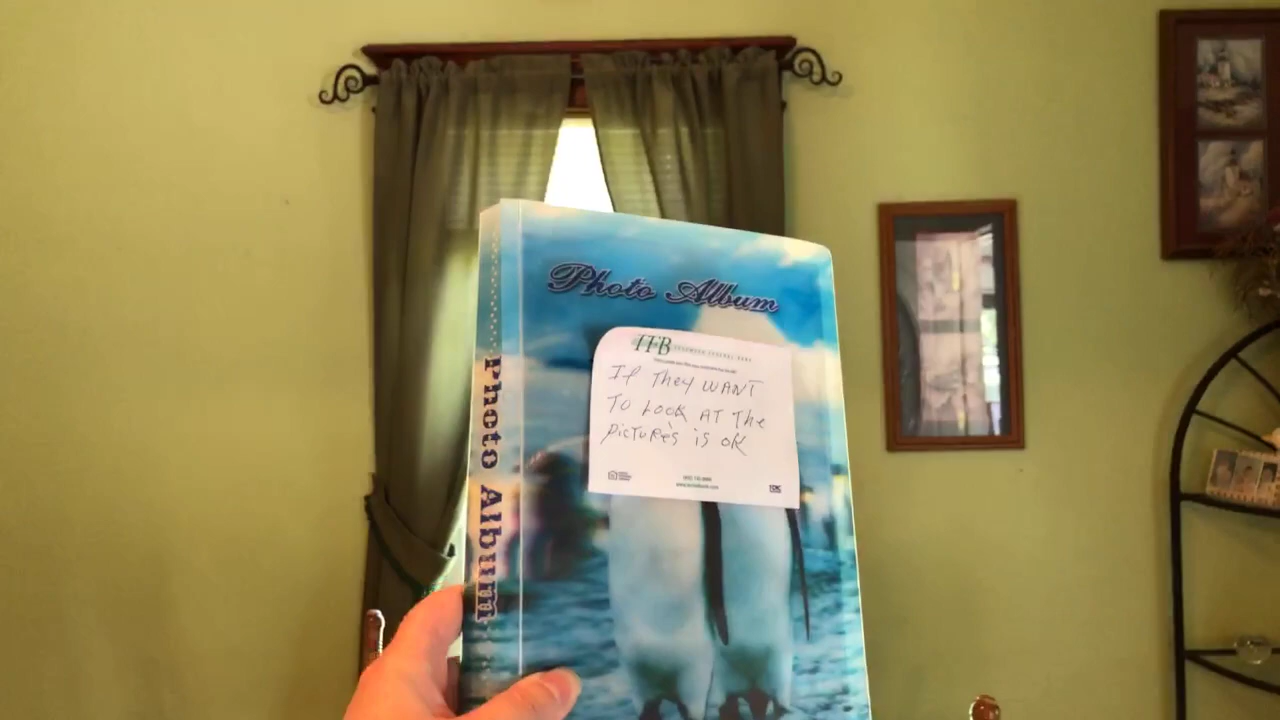 Photo Album
Photo Album
TFB
If They WANT
TO LOOK AT The
PicTures is OK